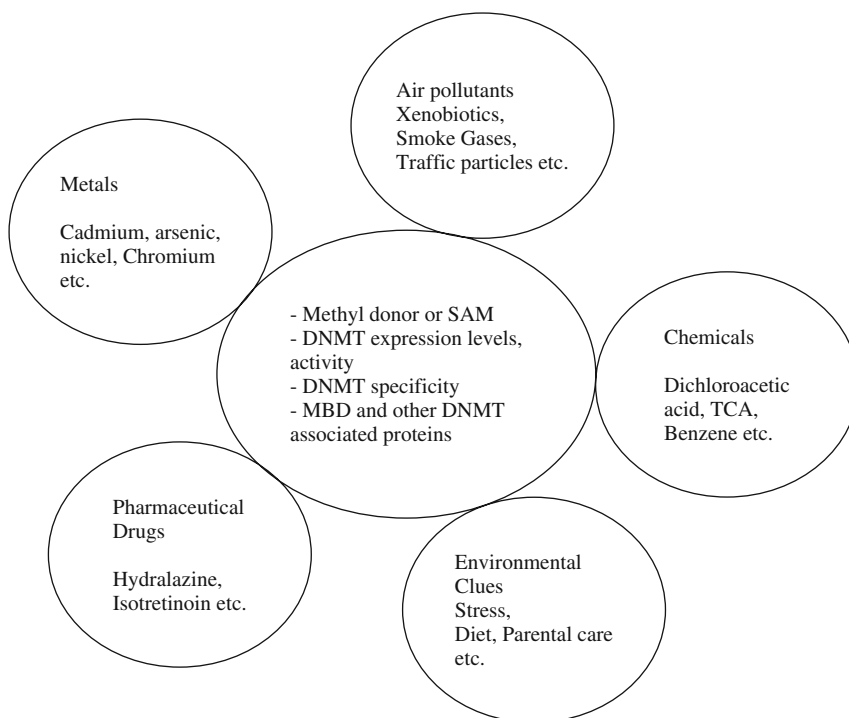 Air pollutants
Xenobiotics,
Smoke Gases,
Traffic particles etc.
Metals
Cadmium, arsenic,
nickel, Chromium
etc.
- Methyl donor or SAM
- DNMT expression levels,
activity
- DNMT specificity
- MBD and other DNMT
associated proteins
Chemicals
Dichloroacetic
acid, TCA,
Benzene etc.
Pharmaceutical
Drugs
Hydralazine,
Isotretinoin etc.
Environmental
Clues
Stress,
Diet, Parental care
etc.